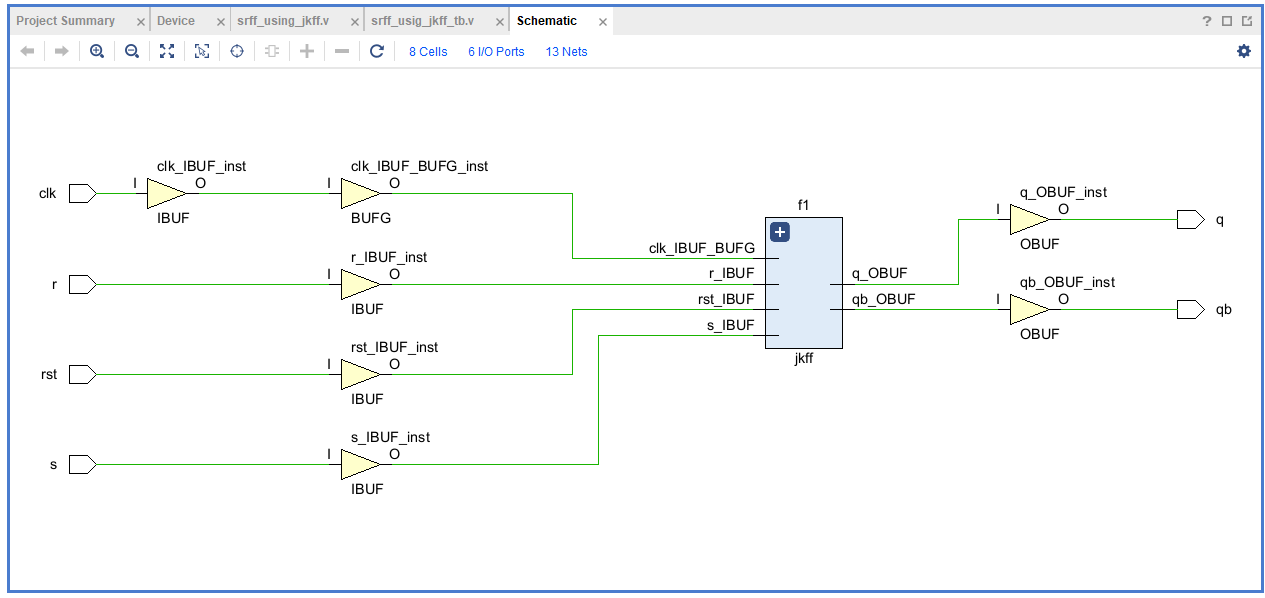 Project Summary × Device × srff_using_jkff.v × srff_usig_jkff_tb.v × Schematic × ?
8 Cells 6 I/O Ports 13 Nets
clk_IBUF_inst clk_IBUF_BUFG_inst
clk I O I O
IBUF BUFG
q_OBUF_inst
I O q
OBUF
f1
clk_IBUF_BUFG
r_IBUF_inst
r I O r_IBUF q_OBUF
IBUF
rst_IBUF qb_OBUF
s_IBUF
jkff
qb_OBUF_inst
I O qb
OBUF
rst_IBUF_inst
rst I O
IBUF
s_IBUF_inst
s I O
IBUF